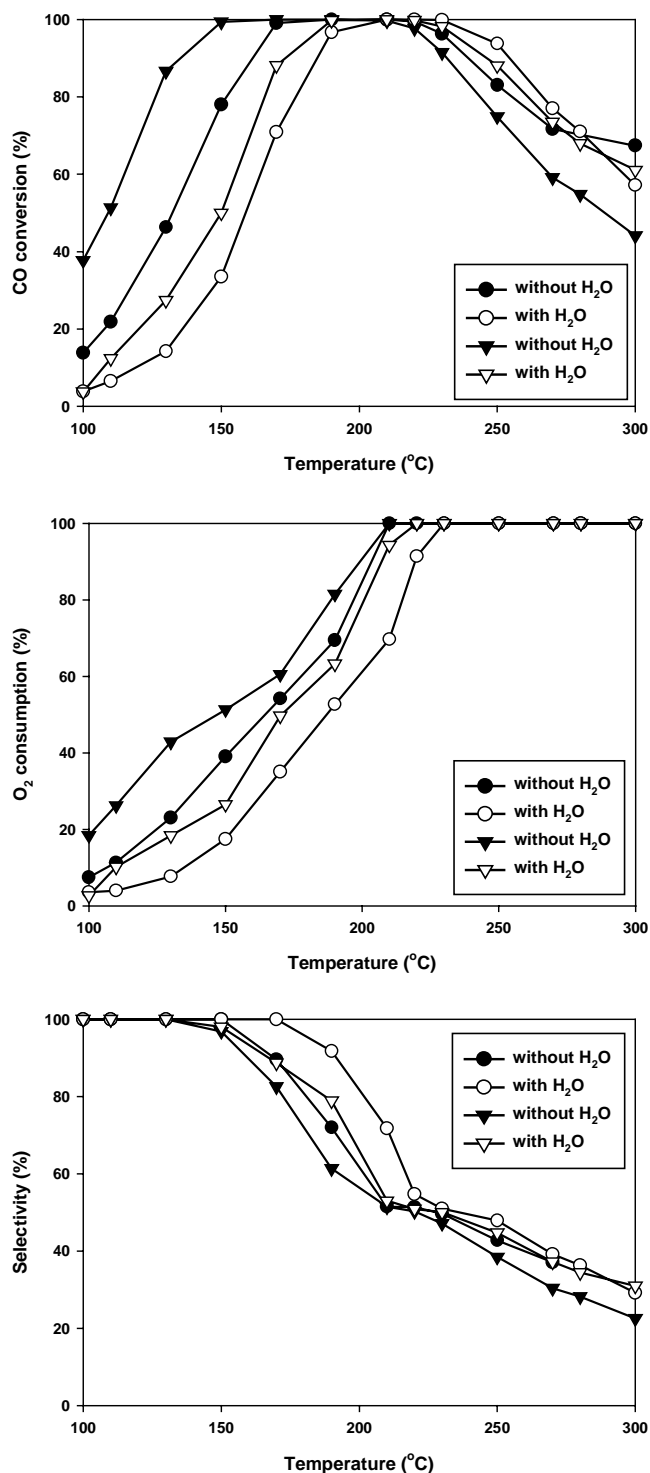 100
80
60
40
20
0
CO conversion (%)
without H₂O
with H₂O
without H₂O
with H₂O
100 150 200 250 300
Temperature (°C)
100
80
60
40
20
0
O₂ consumption (%)
without H₂O
with H₂O
without H₂O
with H₂O
100 150 200 250 300
Temperature (°C)
100
80
60
40
20
0
Selectivity (%)
without H₂O
with H₂O
without H₂O
with H₂O
100 150 200 250 300
Temperature (°C)